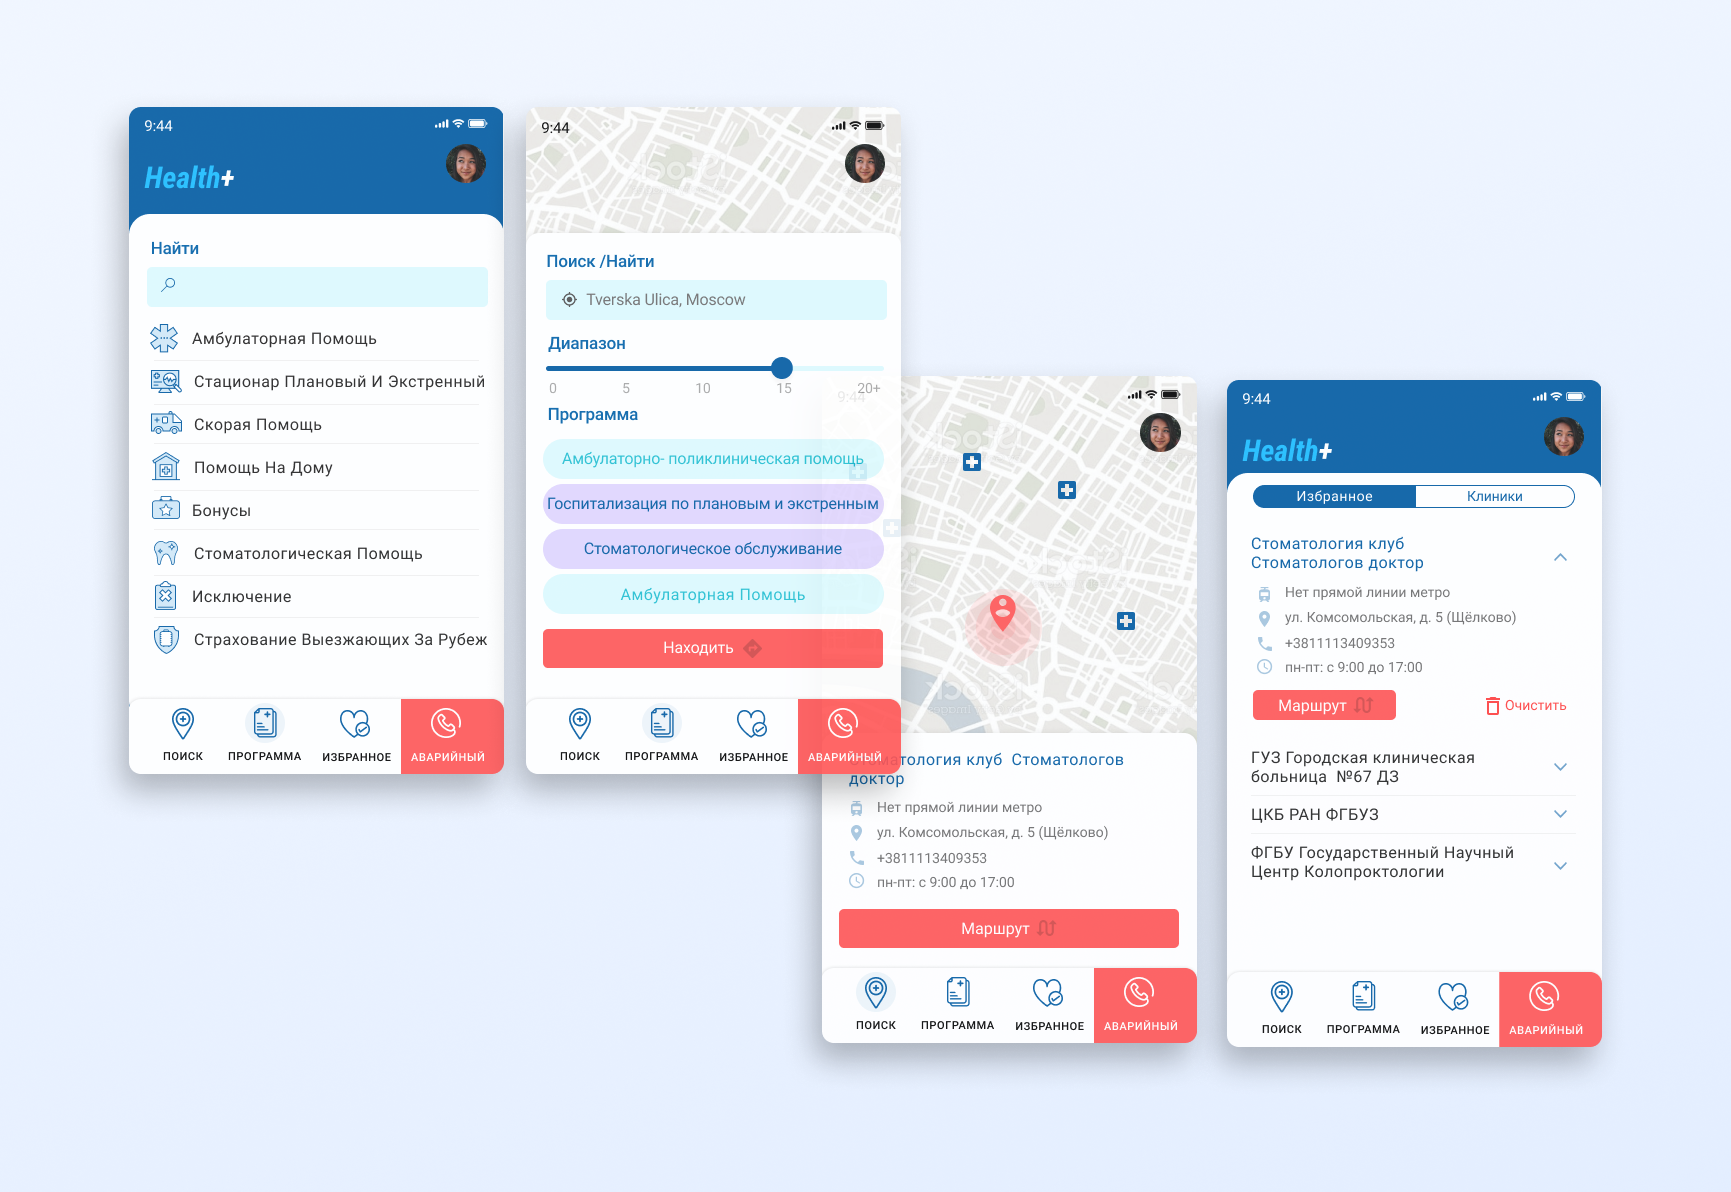 9:44
Health+
Найти
Амбулаторная Помощь
Стационар Плановый И Экстренный
Скорая Помощь
Помощь На Дому
Бонусы
Стоматологическая Помощь
Исключение
Страхование Выезжающих За Рубеж
ПОИСК
ПРОГРАММА
ИЗБРАННОЕ
АВАРИЙНЫЙ
9:44
Поиск /Найти
Tverska Ulica, Moscow
Диапазон
0 5 10 15 20+
Программа
Амбулаторно- поликлиническая помощь
Госпитализация по плановым и экстренным
Стоматологическое обслуживание
Амбулаторная Помощь
Находить
ПОИСК
ПРОГРАММА
ИЗБРАННОЕ
АВАРИЙНЫЙ
9:44
Стоматология клуб Стоматологов
доктор
Нет прямой линии метро
ул. Комсомольская, д. 5 (Щёлково)
+3811113409353
пн-пт: с 9:00 до 17:00
Маршрут
ПОИСК
ПРОГРАММА
ИЗБРАННОЕ
АВАРИЙНЫЙ
9:44
Health+
Избранное
Клиники
Стоматология клуб
Стоматологов доктор
Нет прямой линии метро
ул. Комсомольская, д. 5 (Щёлково)
+3811113409353
пн-пт: с 9:00 до 17:00
Маршрут
Очистить
ГУЗ Городская клиническая
больница №67 ДЗ
ЦКБ РАН ФГБУЗ
ФГБУ Государственный Научный
Центр Колопроктологии
ПОИСК
ПРОГРАММА
ИЗБРАННОЕ
АВАРИЙНЫЙ